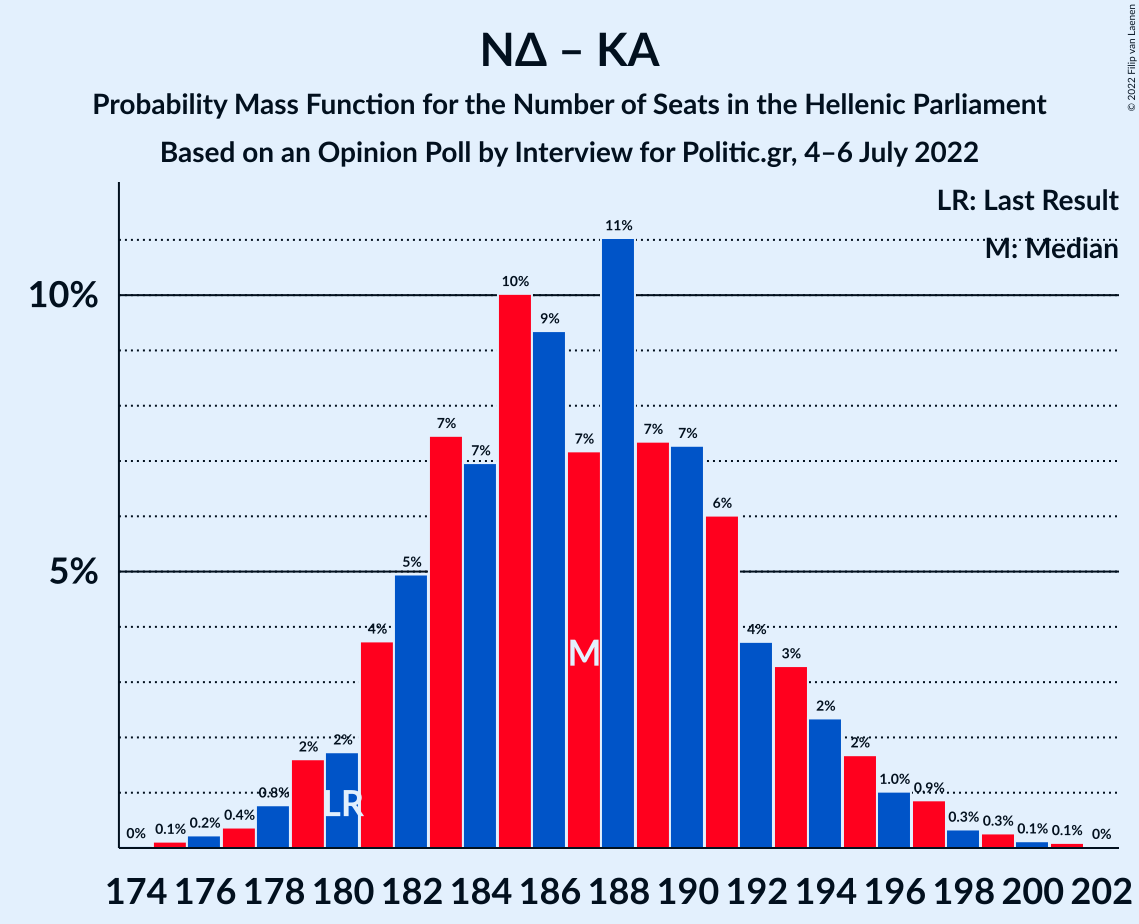 ΝΔ – ΚΑ
Probability Mass Function for the Number of Seats in the Hellenic Parliament
Based on an Opinion Poll by Interview for Politic.gr, 4–6 July 2022
© 2022 Filip van Laenen
LR: Last Result
M: Median
10%
5%
0% 0.1% 0.2% 0.4% 0.8% 2% 2% 4% 5% 7% 7% 10% 9% 7% 11% 7% 7% 6% 4% 3% 2% 2% 1.0% 0.9% 0.3% 0.3% 0.1% 0.1% 0%
LR
M
174 176 178 180 182 184 186 188 190 192 194 196 198 200 202